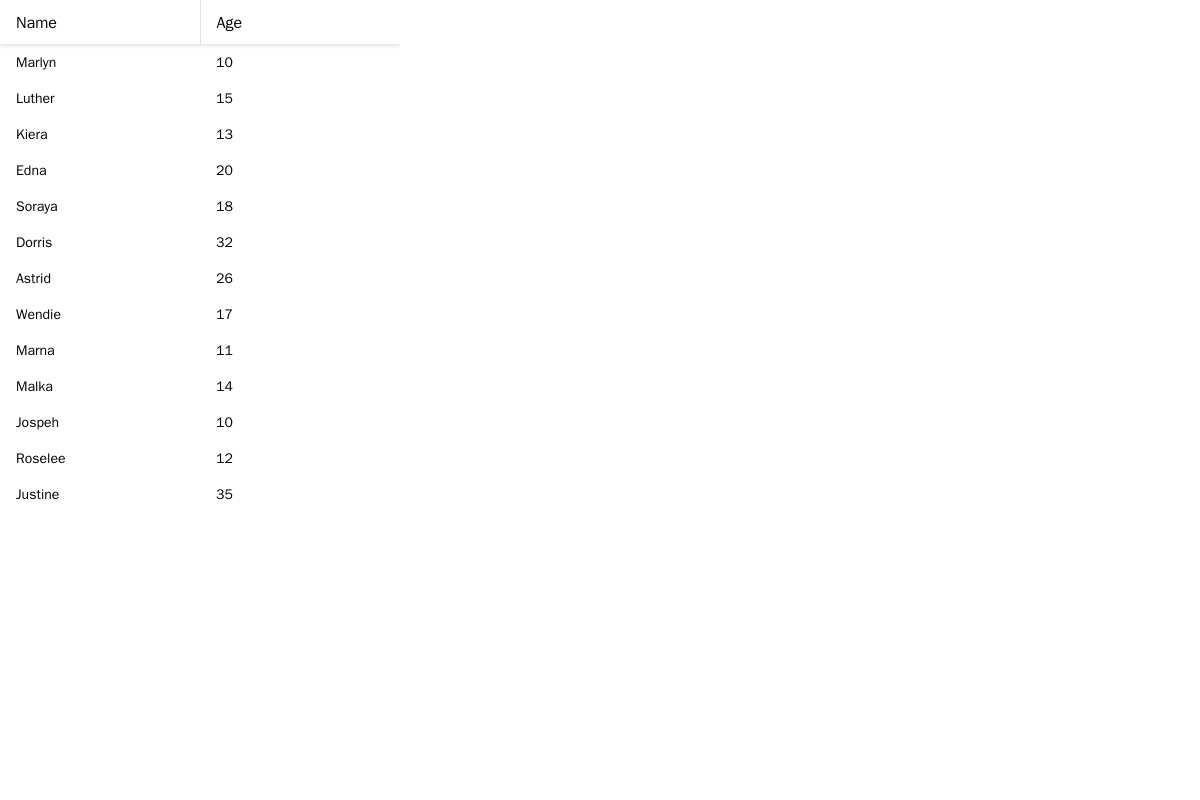 Name Age
Marlyn 10
Luther 15
Kiera 13
Edna 20
Soraya 18
Dorris 32
Astrid 26
Wendie 17
Marna 11
Malka 14
Jospeh 10
Roselee 12
Justine 35